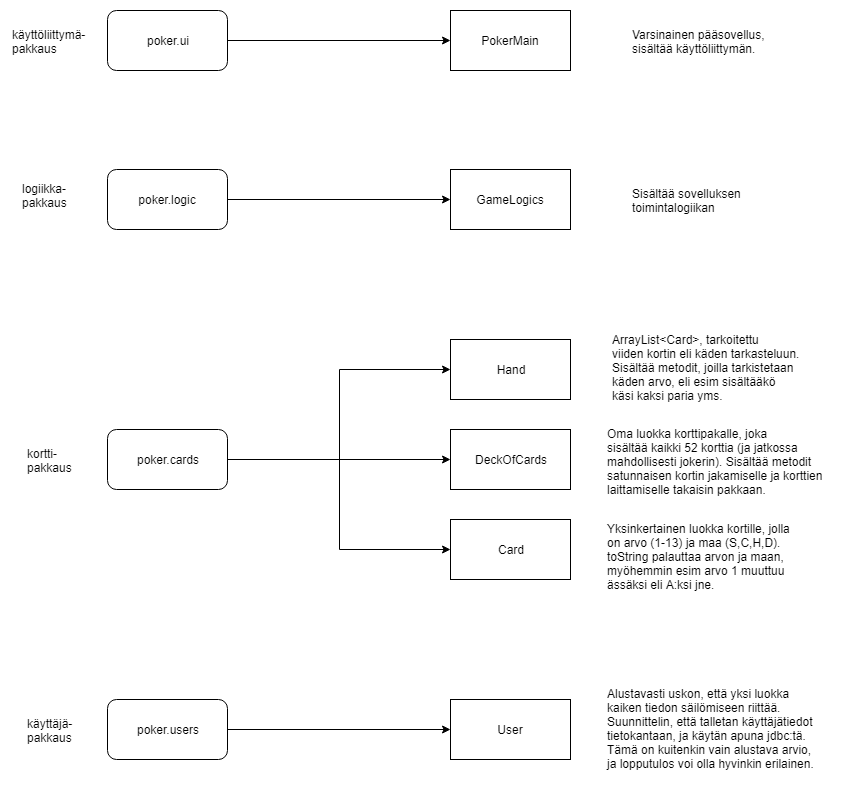 käyttöliittymä-
pakkaus
poker.ui
PokerMain
Varsinainen pääsovellus,
sisältää käyttöliittymän.
logiikka-
pakkaus
poker.logic
GameLogics
Sisältää sovelluksen
toimintalogiikan
kortti-
pakkaus
poker.cards
Hand
ArrayList<Card>, tarkoitettu
viiden kortin eli käden tarkasteluun.
Sisältää metodit, joilla tarkistetaan
käden arvo, eli esim sisältääkö
käsi kaksi paria yms.
DeckOfCards
Oma luokka korttipakalle, joka
sisältää kaikki 52 korttia (ja jatkossa
mahdollisesti jokerin). Sisältää metodit
satunnaisen kortin jakamiselle ja korttien
laittamiselle takaisin pakkaan.
Card
Yksinkertainen luokka kortille, jolla
on arvo (1-13) ja maa (S,C,H,D).
toString palauttaa arvon ja maan,
myöhemmin esim arvo 1 muuttuu
ässäksi eli A:ksi jne.
käyttäjä-
pakkaus
poker.users
User
Alustavasti uskon, että yksi luokka
kaiken tiedon säilömiseen riittää.
Suunnittelin, että talletan käyttäjätiedot
tietokantaan, ja käytän apuna jdbc:tä.
Tämä on kuitenkin vain alustava arvio,
ja lopputulos voi olla hyvinkin erilainen.